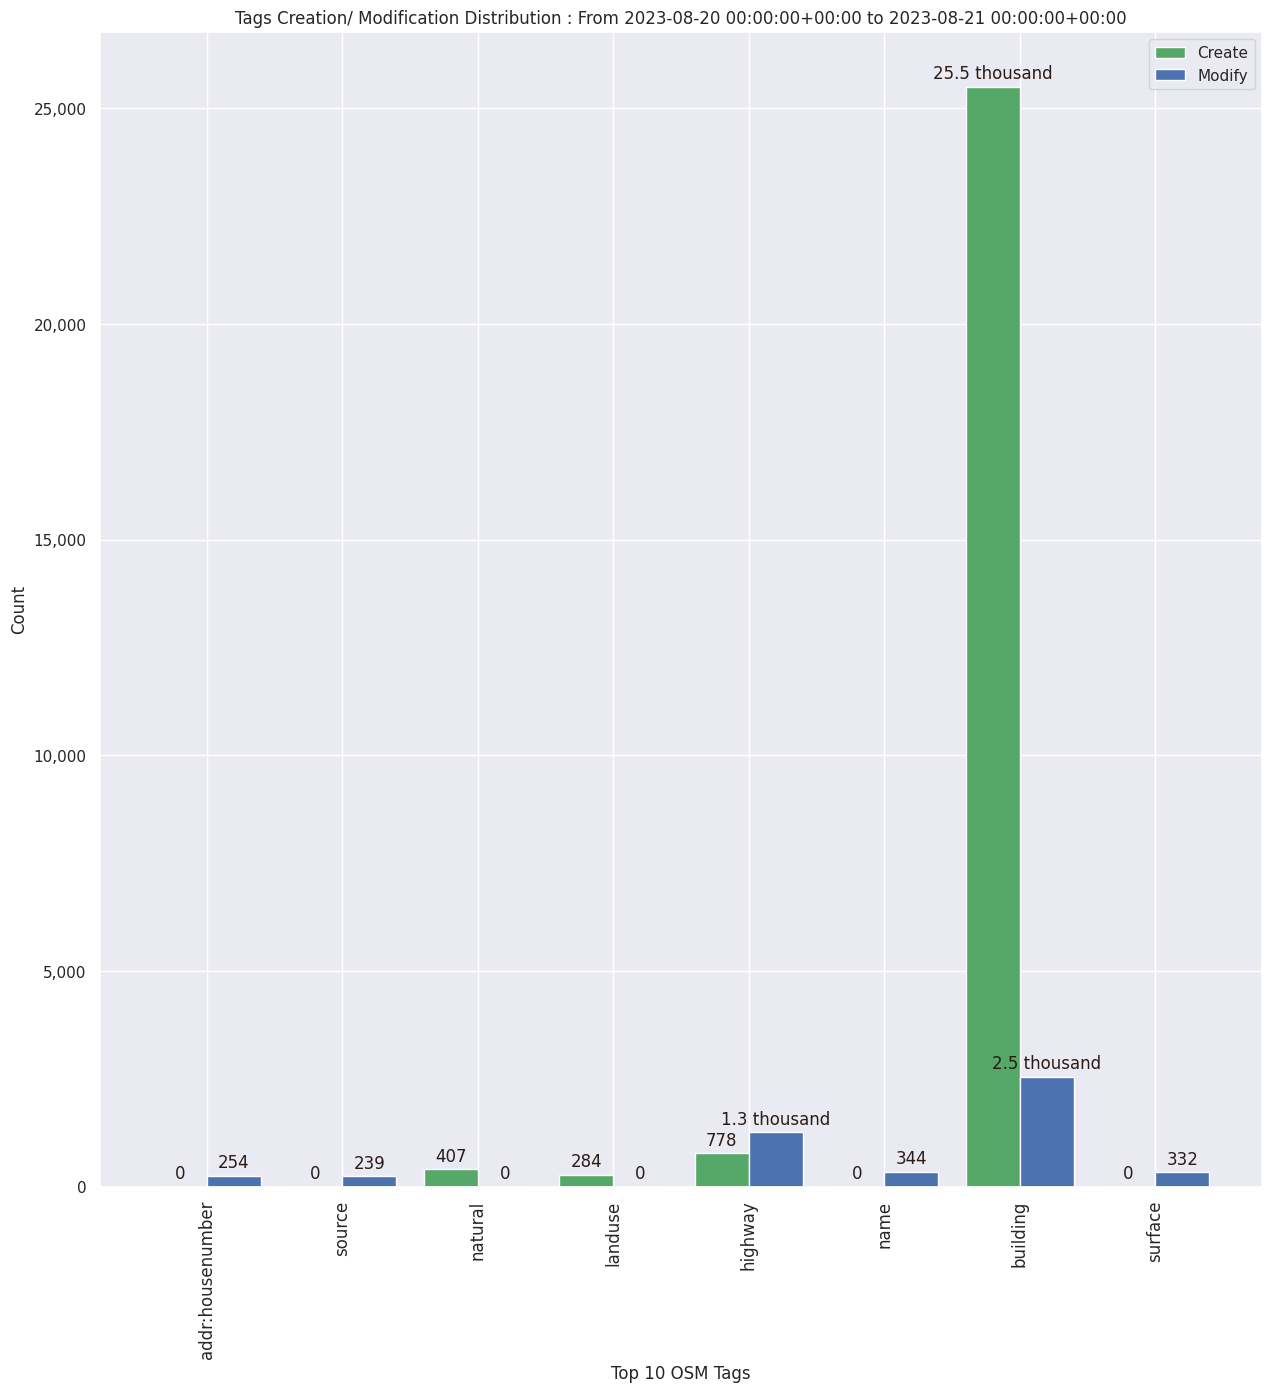 Tags Creation/ Modification Distribution : From 2023-08-20 00:00:00+00:00 to 2023-08-21 00:00:00+00:00
Create
Modify
25.5 thousand
25,000
20,000
15,000
Count
10,000
5,000
2.5 thousand
1.3 thousand
778
0
254
0
239
407
0
284
0
0
344
0
332
0
addr:housenumber
source
natural
landuse
highway
name
building
surface
Top 10 OSM Tags